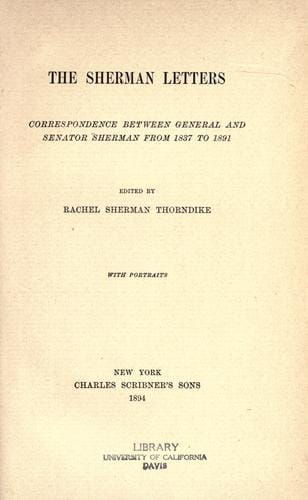 THE SHERMAN LETTERS
CORRESPONDENCE BETWEEN GENERAL AND
SENATOR SHERMAN FROM 1837 TO 1891
EDITED BY
RACHEL SHERMAN THORNDIKE
WITH PORTRAITS
NEW YORK
CHARLES SCRIBNER'S SONS
1894
LIBRARY
UNIVERSITY OF CALIFORNIA
DAVIS